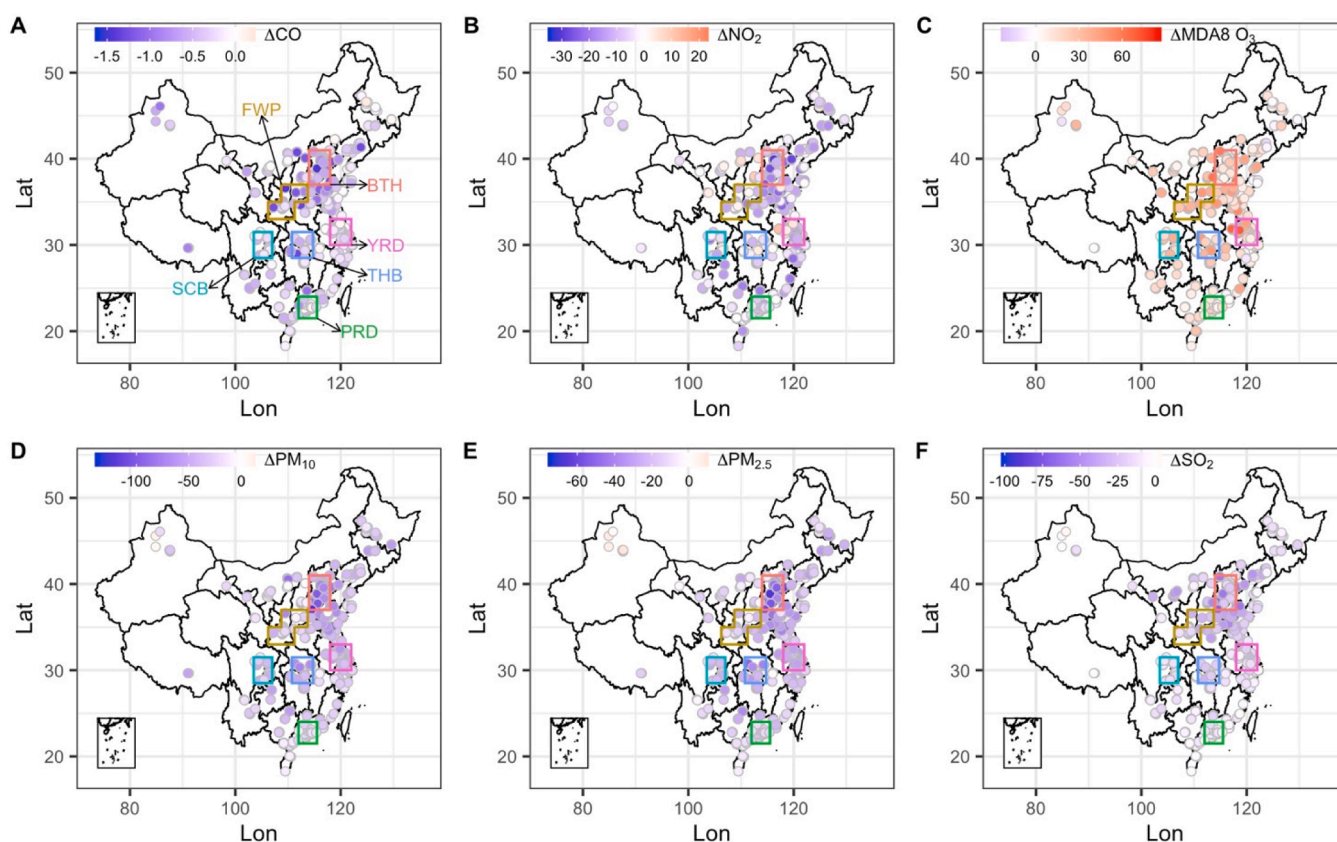 A
ΔCO
-1.5 -1.0 -0.5 0.0
FWP
BTH
YRD
THB
SCB
PRD
Lat
50
40
30
20
80 100 120
Lon
B
ΔNO2
-30 -20 -10 0 10 20
Lat
50
40
30
20
80 100 120
Lon
C
ΔMDA8 O3
0 30 60
Lat
50
40
30
20
80 100 120
Lon
D
ΔPM10
-100 -50 0
Lat
50
40
30
20
80 100 120
Lon
E
ΔPM2.5
-60 -40 -20 0
Lat
50
40
30
20
80 100 120
Lon
F
ΔSO2
-100 -75 -50 -25 0
Lat
50
40
30
20
80 100 120
Lon